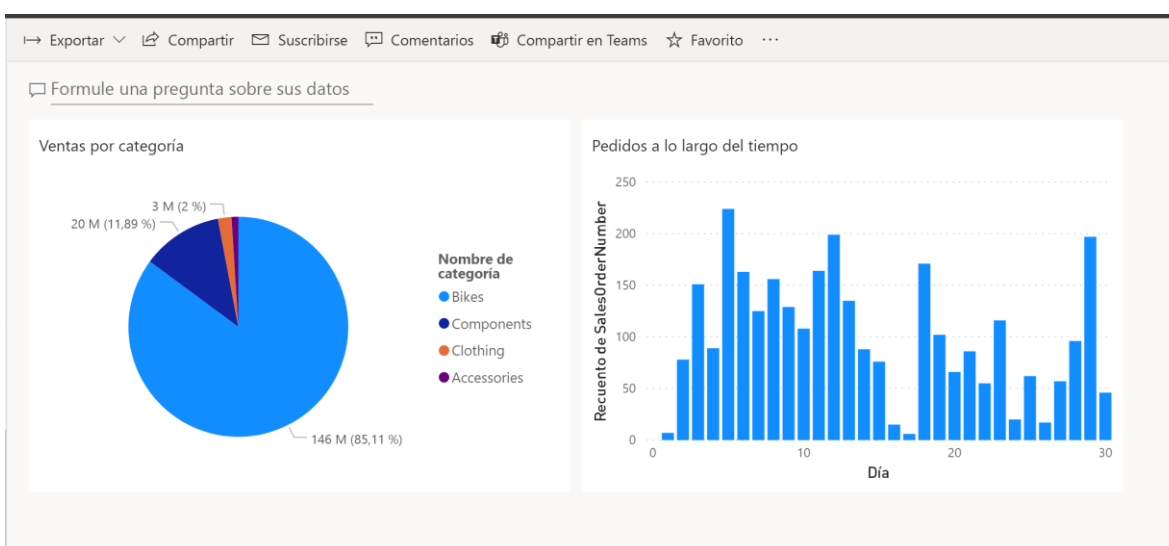 Exportar
Compartir
Suscribirse
Comentarios
Compartir en Teams
Favorito
Formule una pregunta sobre sus datos
Ventas por categoría
3 M (2 %)
20 M (11,89 %)
146 M (85,11 %)
Nombre de
categoría
Bikes
Components
Clothing
Accessories
Pedidos a lo largo del tiempo
Recuento de SalesOrderNumber
250
200
150
100
50
0
0
10
20
30
Día